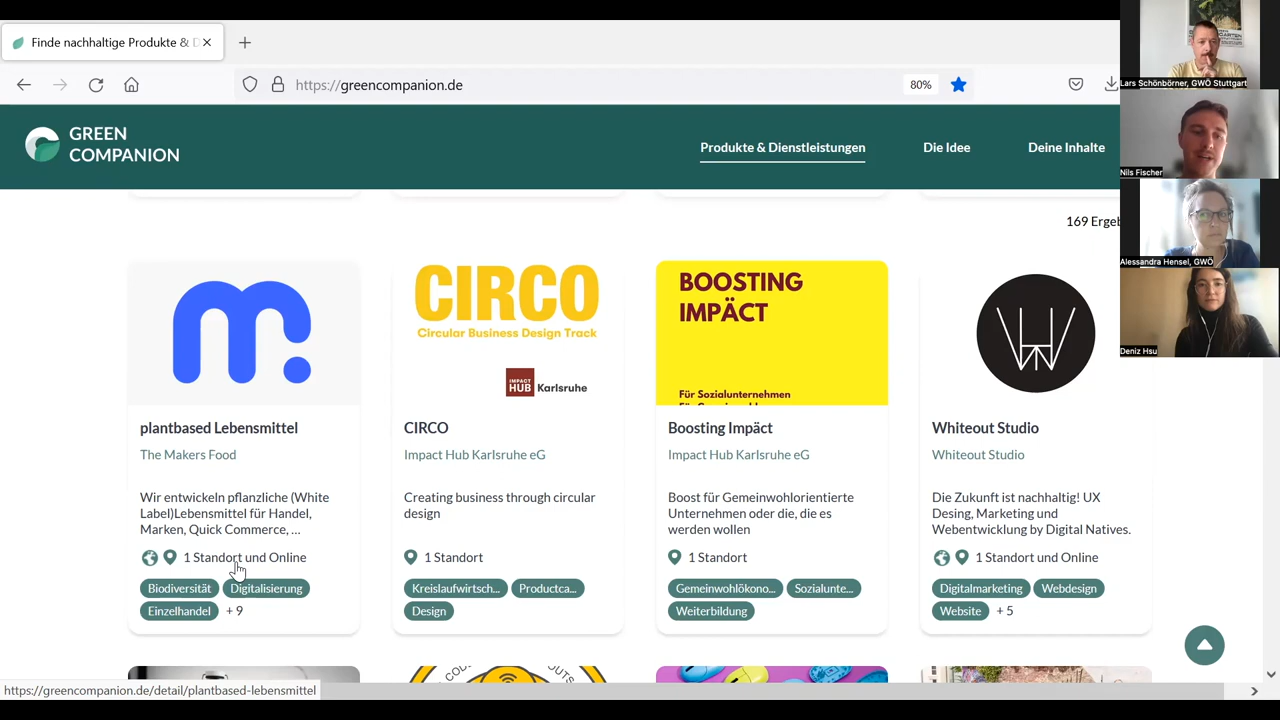 Finde nachhaltige Produkte & D
https://greencompanion.de
80%
GREEN
COMPANION
Produkte & Dienstleistungen
Die Idee
Deine Inhalte
169 Ergeb
m.
CIRCO
Circular Business Design Track
IMPACT
HUB
Karlsruhe
BOOSTING
IMPÄCT
Für Sozialunternehmen
W
plantbased Lebensmittel
The Makers Food
Wir entwickeln pflanzliche (White
Label)Lebensmittel für Handel,
Marken, Quick Commerce, ...
1 Standort und Online
Biodiversität
Digitalisierung
Einzelhandel
+ 9
CIRCO
Impact Hub Karlsruhe eG
Creating business through circular
design
1 Standort
Kreislaufwirtsch...
Productca...
Design
Boosting Impäct
Impact Hub Karlsruhe eG
Boost für Gemeinwohlorientierte
Unternehmen oder die, die es
werden wollen
1 Standort
Gemeinwohlökono...
Sozialunte...
Weiterbildung
Whiteout Studio
Whiteout Studio
Die Zukunft ist nachhaltig! UX
Desing, Marketing und
Webentwicklung by Digital Natives.
1 Standort und Online
Digitalmarketing
Webdesign
Website
+ 5
https://greencompanion.de/detail/plantbased-lebensmittel
Lars Schönbörner, GWÖ Stuttgart
Nils Fischer
Alessandra Hensel, GWÖ
Deniz Hsu